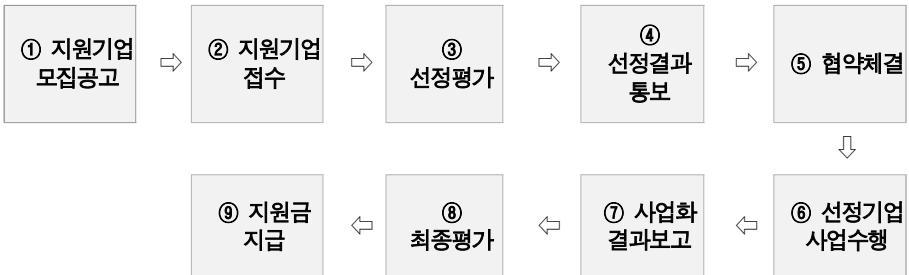 ① 지원기업
모집공고
② 지원기업
접수
③
선정평가
④
선정결과
통보
⑤ 협약체결
⑥ 선정기업
사업수행
⑦ 사업화
결과보고
⑧
최종평가
⑨ 지원금
지급